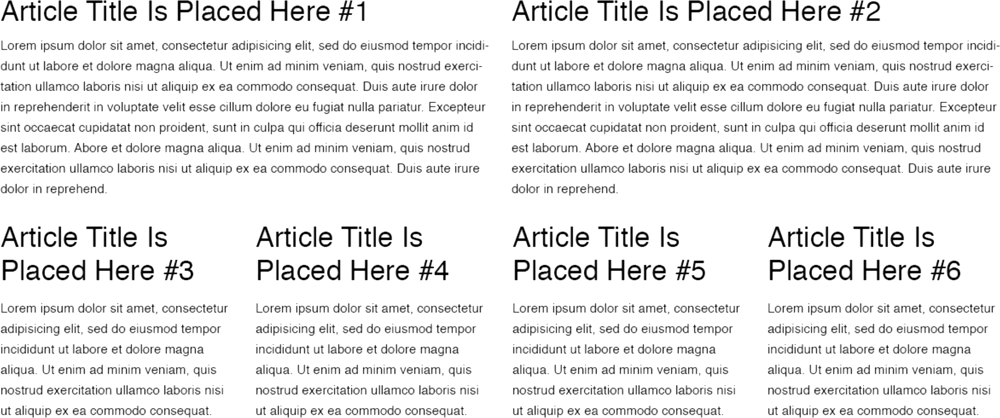 Article Title Is Placed Here #1
Lorem ipsum dolor sit amet, consectetur adipisicing elit, sed do eiusmod tempor incidi-
dunt ut labore et dolore magna aliqua. Ut enim ad minim veniam, quis nostrud exerci-
tation ullamco laboris nisi ut aliquip ex ea commodo consequat. Duis aute irure dolor
in reprehenderit in voluptate velit esse cillum dolore eu fugiat nulla pariatur. Excepteur
sint occaecat cupidatat non proident, sunt in culpa qui officia deserunt mollit anim id
est laborum. Abore et dolore magna aliqua. Ut enim ad minim veniam, quis nostrud
exercitation ullamco laboris nisi ut aliquip ex ea commodo consequat. Duis aute irure
dolor in reprehend.
Article Title Is Placed Here #2
Lorem ipsum dolor sit amet, consectetur adipisicing elit, sed do eiusmod tempor incidi-
dunt ut labore et dolore magna aliqua. Ut enim ad minim veniam, quis nostrud exerci-
tation ullamco laboris nisi ut aliquip ex ea commodo consequat. Duis aute irure dolor
in reprehenderit in voluptate velit esse cillum dolore eu fugiat nulla pariatur. Excepteur
sint occaecat cupidatat non proident, sunt in culpa qui officia deserunt mollit anim id
est laborum. Abore et dolore magna aliqua. Ut enim ad minim veniam, quis nostrud
exercitation ullamco laboris nisi ut aliquip ex ea commodo consequat. Duis aute irure
dolor in reprehend.
Article Title Is
Placed Here #3
Lorem ipsum dolor sit amet, consectetur
adipisicing elit, sed do eiusmod tempor
incididunt ut labore et dolore magna
aliqua. Ut enim ad minim veniam, quis
nostrud exercitation ullamco laboris nisi
ut aliquip ex ea commodo consequat.
Article Title Is
Placed Here #4
Lorem ipsum dolor sit amet, consectetur
adipisicing elit, sed do eiusmod tempor
incididunt ut labore et dolore magna
aliqua. Ut enim ad minim veniam, quis
nostrud exercitation ullamco laboris nisi
ut aliquip ex ea commodo consequat.
Article Title Is
Placed Here #5
Lorem ipsum dolor sit amet, consectetur
adipisicing elit, sed do eiusmod tempor
incididunt ut labore et dolore magna
aliqua. Ut enim ad minim veniam, quis
nostrud exercitation ullamco laboris nisi
ut aliquip ex ea commodo consequat.
Article Title Is
Placed Here #6
Lorem ipsum dolor sit amet, consectetur
adipisicing elit, sed do eiusmod tempor
incididunt ut labore et dolore magna
aliqua. Ut enim ad minim veniam, quis
nostrud exercitation ullamco laboris nisi
ut aliquip ex ea commodo consequat.